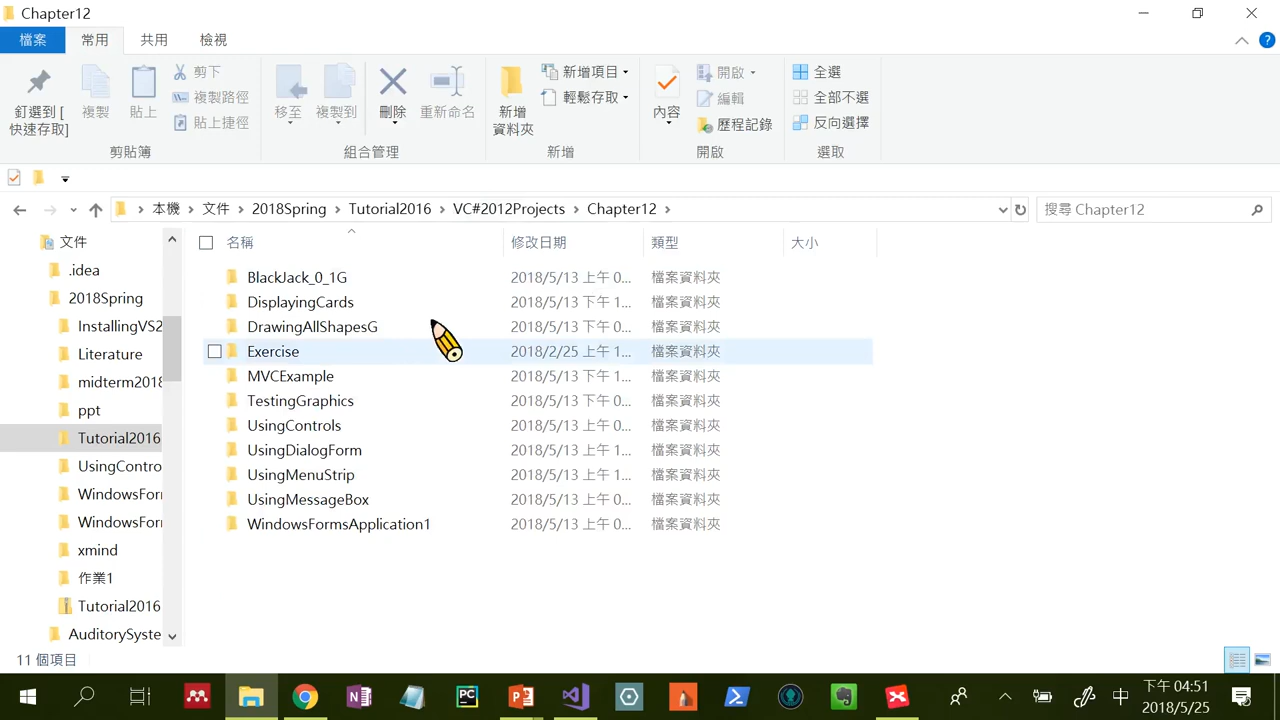 Chapter12
檔案 常用 共用 檢視
釘選到 [
快速存取]
複製
貼上
剪下
複製路徑
貼上捷徑
剪貼簿
移至
複製到
刪除
重新命名
組合管理
新增
資料夾
新增項目
輕鬆存取
新增
內容
開啟
編輯
歷程記錄
開啟
全選
全部不選
反向選擇
選取
本機 > 文件 > 2018Spring > Tutorial2016 > VC#2012Projects > Chapter12 >
搜尋 Chapter12
文件
.idea
2018Spring
InstallingVS2
Literature
midterm2018
ppt
Tutorial2016
UsingContro
WindowsFor
WindowsFor
xmind
作業1
Tutorial2016
AuditorySyste
名稱 修改日期 類型 大小
BlackJack_0_1G 2018/5/13 上午 0... 檔案資料夾
DisplayingCards 2018/5/13 下午 1... 檔案資料夾
DrawingAllShapesG 2018/5/13 上午 0... 檔案資料夾
Exercise 2018/2/25 上午 1... 檔案資料夾
MVCExample 2018/5/13 下午 1... 檔案資料夾
TestingGraphics 2018/5/13 上午 0... 檔案資料夾
UsingControls 2018/5/13 上午 0... 檔案資料夾
UsingDialogForm 2018/5/13 上午 1... 檔案資料夾
UsingMenuStrip 2018/5/13 上午 1... 檔案資料夾
UsingMessageBox 2018/5/13 上午 0... 檔案資料夾
WindowsFormsApplication1 2018/5/13 上午 0... 檔案資料夾
11 個項目
中
下午 04:51
2018/5/25